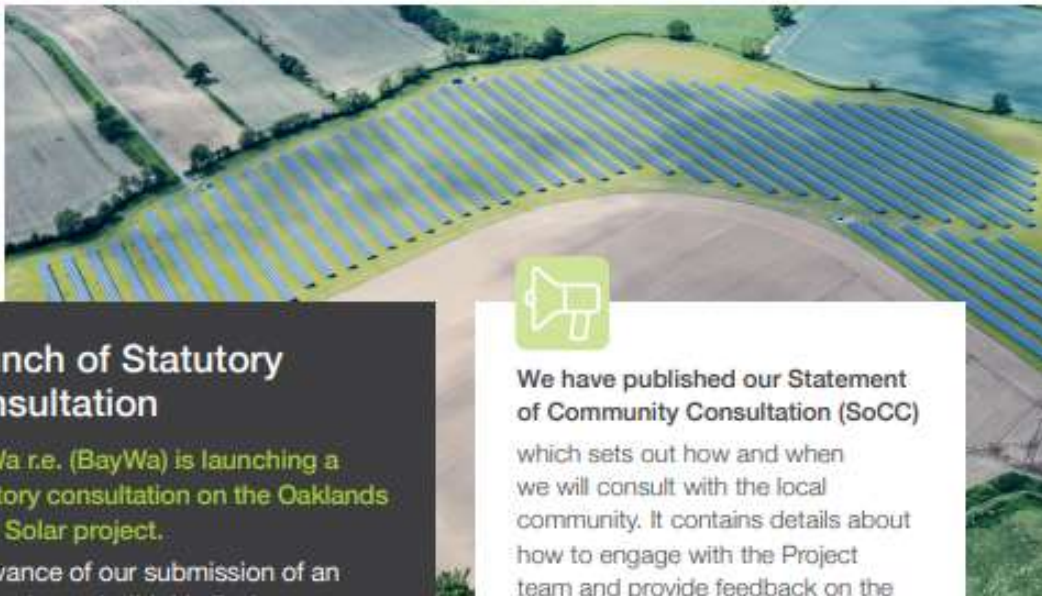 nch of Statutory
nsultation
Va r.e. (BayWa) is launching a
tory consultation on the Oaklands
Solar project.
vance of our submission of an
We have published our Statement
of Community Consultation (SoCC)
which sets out how and when
we will consult with the local
community. It contains details about
how to engage with the Project
team and provide feedback on the